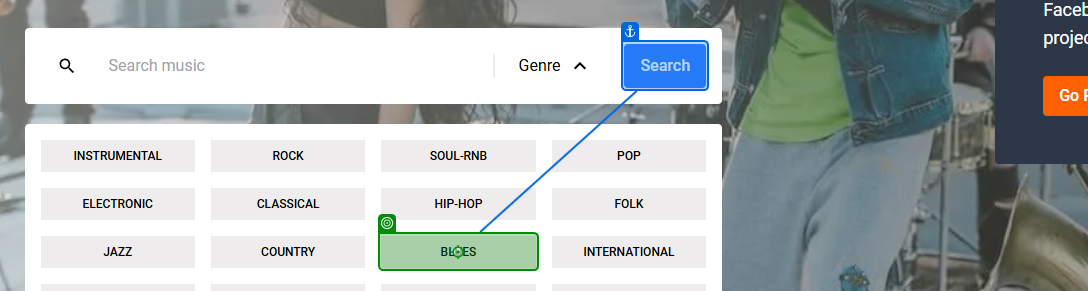 Faceb
projec
Search music
Genre
Search
Go P
INSTRUMENTAL
ROCK
SOUL-RNB
POP
ELECTRONIC
CLASSICAL
HIP-HOP
FOLK
JAZZ
COUNTRY
BLUES
INTERNATIONAL